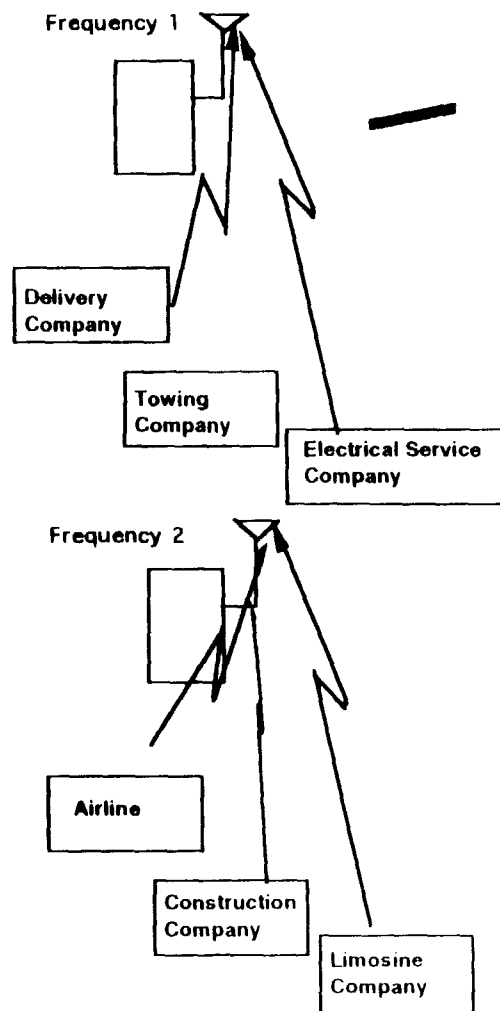 Frequency 1
Delivery
Company
Towing
Company
Electrical Service
Company
Frequency 2
Airline
Construction
Company
Limosine
Company